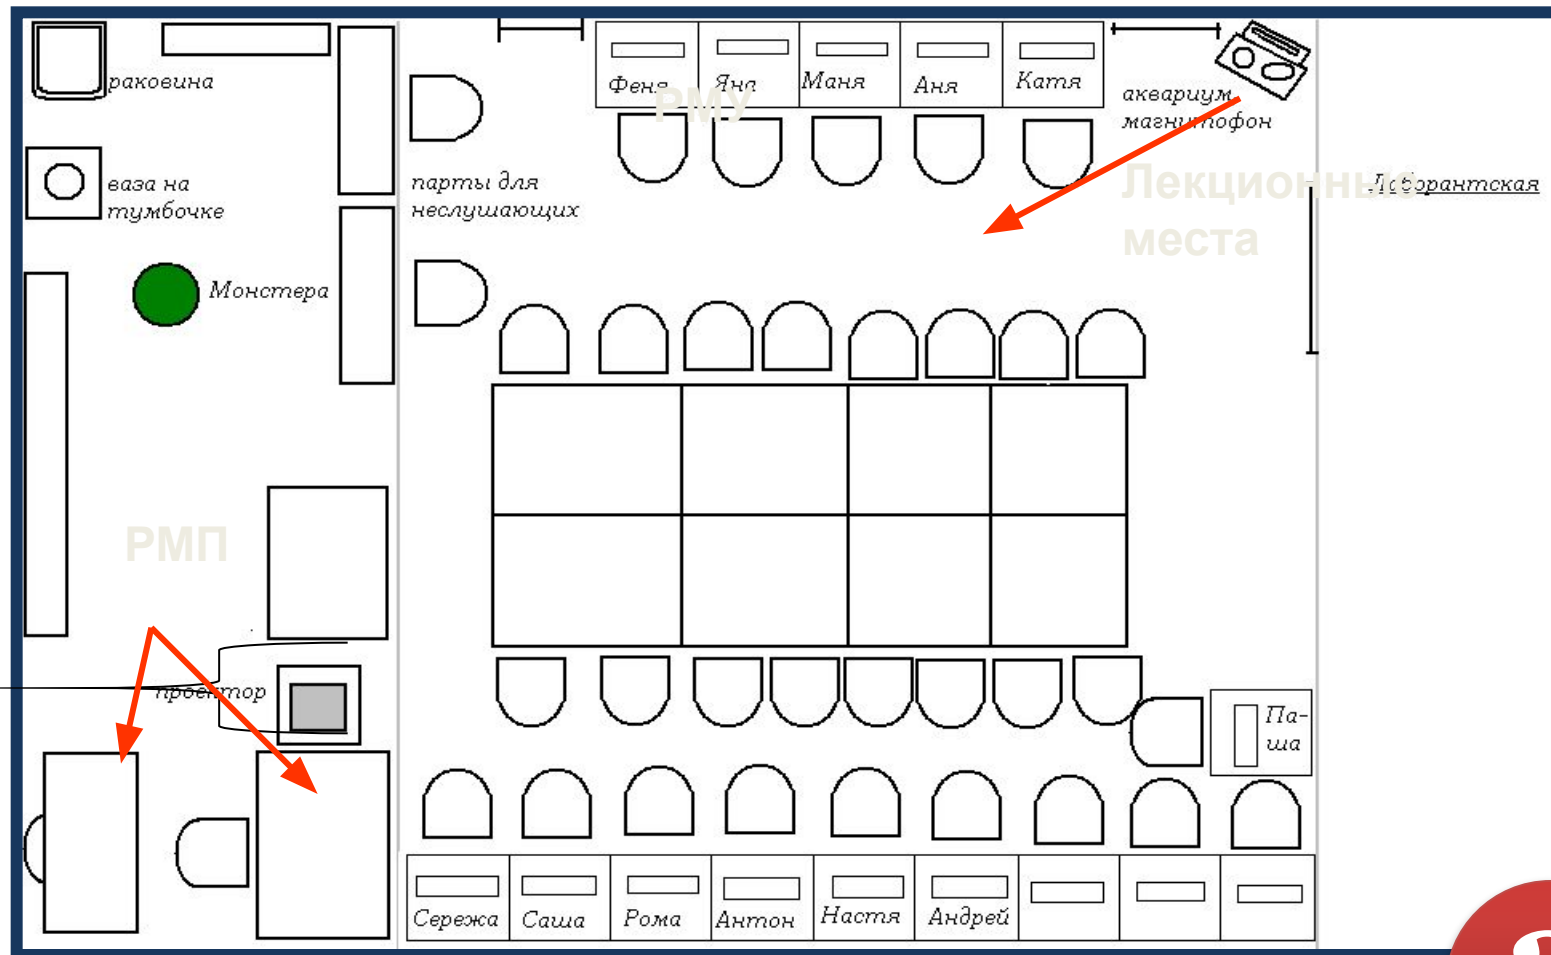 Феня
Яна
Маня
Аня
Катя
РМУ
раковина
аквариум
магнитофон
ваза на
тумбочке
парты для
неслушающих
Лекционные
места
Лаборантская
Монстера
РМП
проектор
Па-
ша
Сережа
Саша
Рома
Антон
Настя
Андрей